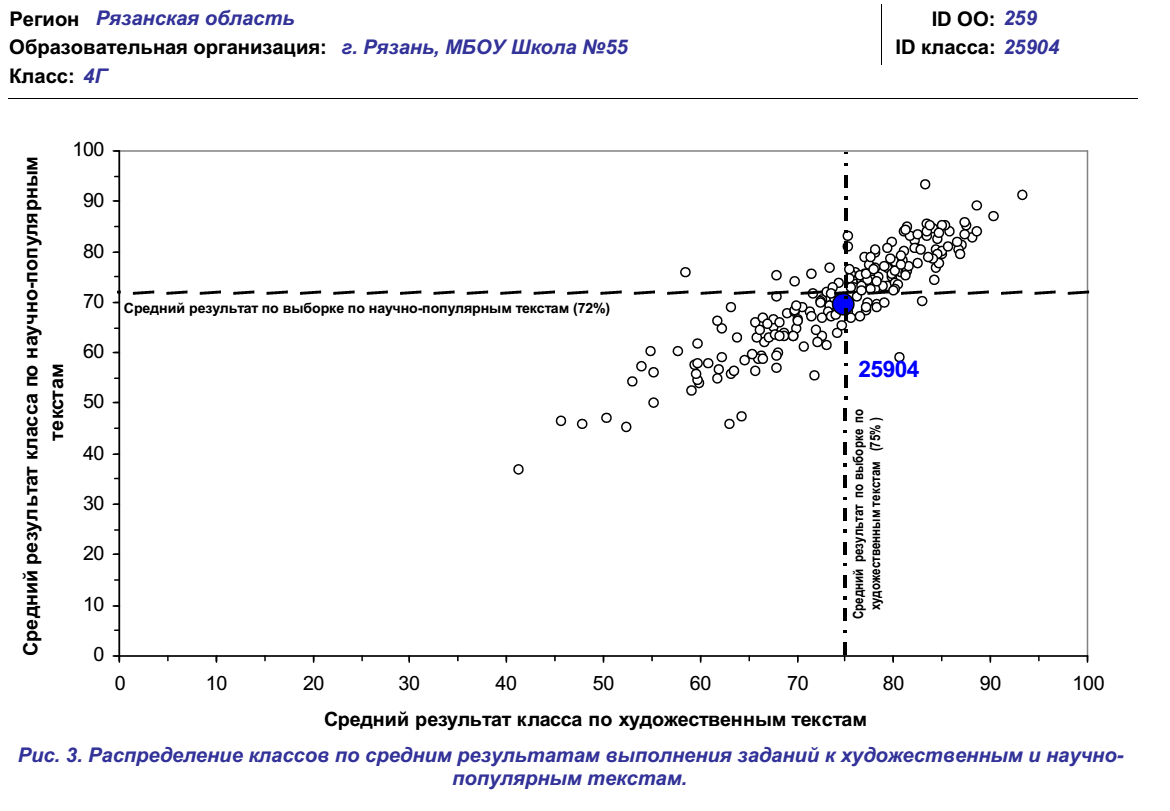 Регион Рязанская область
ID ОО: 259
Образовательная организация: г. Рязань, МБОУ Школа №55
ID класса: 25904
Класс: 4Г
Средний результат класса по научно-популярным
текстам
100
90
80
70
60
50
40
30
20
10
0
Средний результат по выборке по научно-популярным текстам (72%)
25904
Средний результат по выборке по
художественным текстам (75% )
0 10 20 30 40 50 60 70 80 90 100
Средний результат класса по художественным текстам
Рис. 3. Распределение классов по средним результатам выполнения заданий к художественным и научно-
популярным текстам.